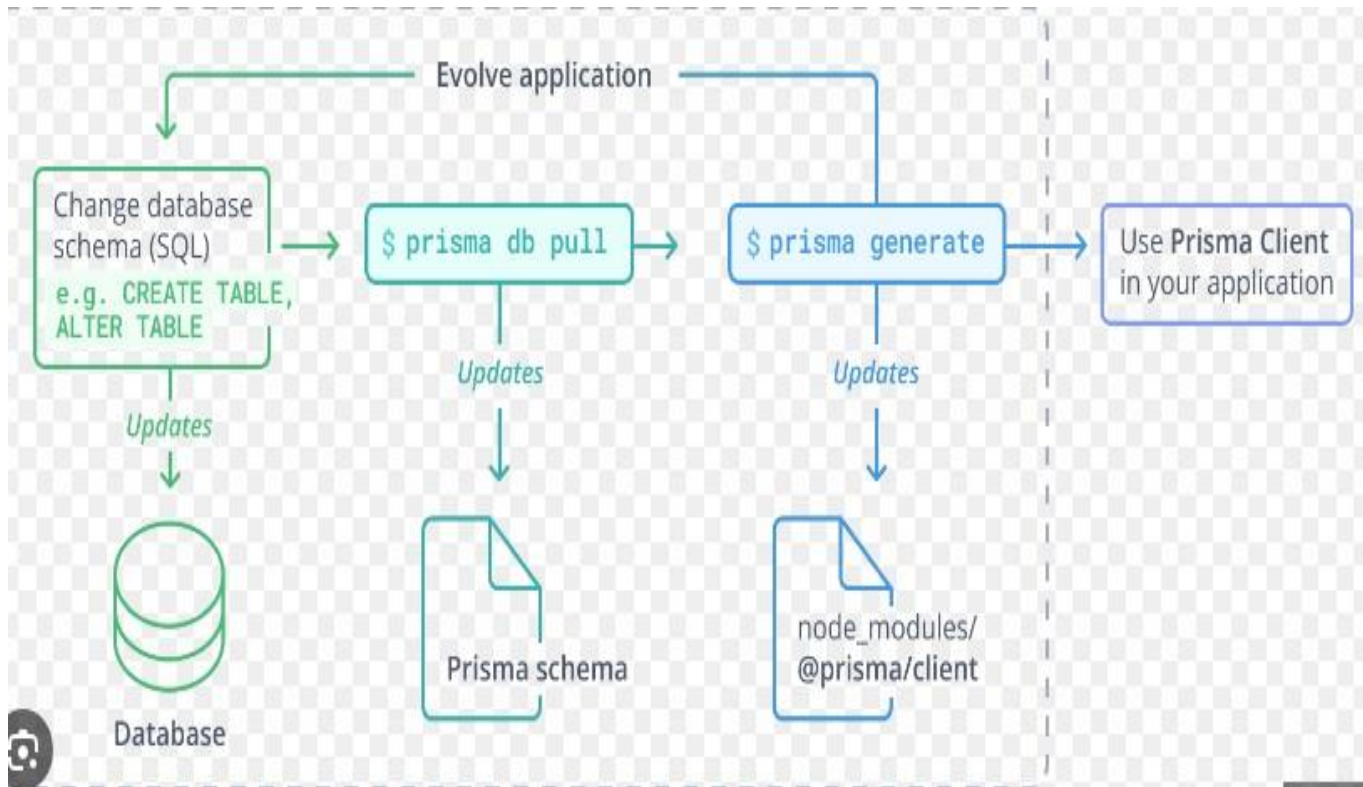 Evolve application
Change database
schema (SQL)
e.g. CREATE TABLE,
ALTER TABLE
$ prisma db pull
$ prisma generate
Use Prisma Client
in your application
Updates
Updates
Updates
Database
Prisma schema
node_modules/
@prisma/client